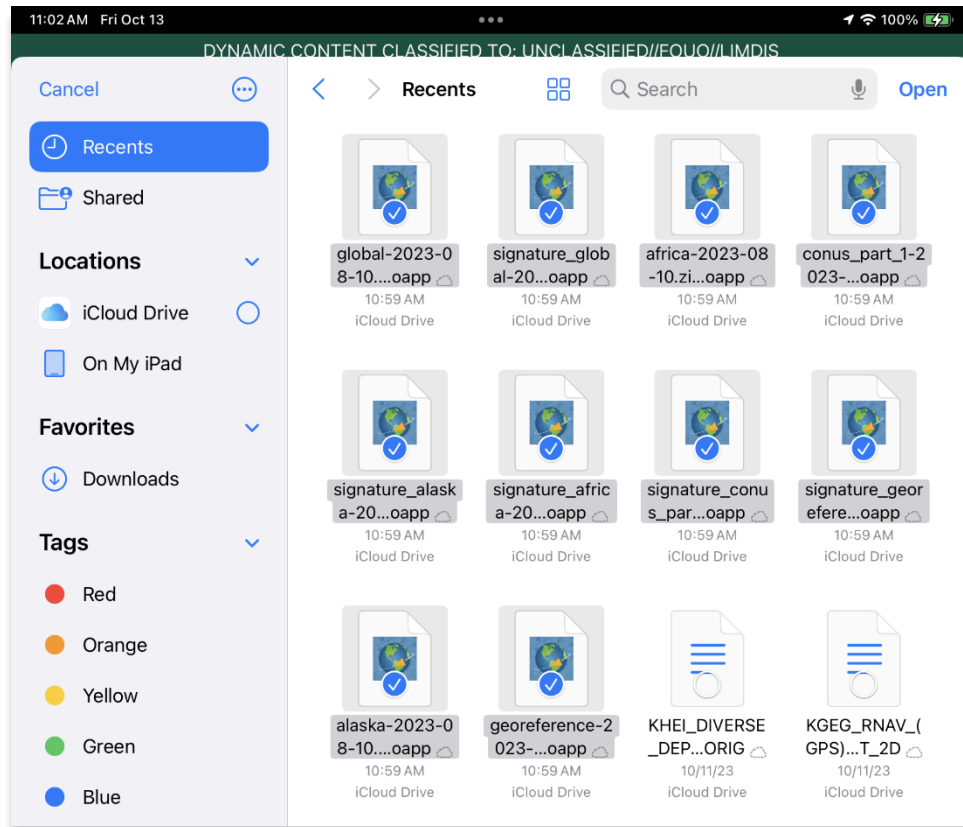 11:02 AM Fri Oct 13
100%
DYNAMIC CONTENT CLASSIFIED TO: UNCLASSIFIED//FOUO//LIMDIS
Cancel
Recents
Search
Open
Recents
Shared
Locations
iCloud Drive
On My iPad
Favorites
Downloads
Tags
Red
Orange
Yellow
Green
Blue
global-2023-0
8-10....oapp
10:59 AM
iCloud Drive
signature_glob
al-20...oapp
10:59 AM
iCloud Drive
africa-2023-08
-10.zi...oapp
10:59 AM
iCloud Drive
conus_part_1-2
023-...oapp
10:59 AM
iCloud Drive
signature_alask
a-20...oapp
10:59 AM
iCloud Drive
signature_afric
a-20...oapp
10:59 AM
iCloud Drive
signature_conu
s_par...oapp
10:59 AM
iCloud Drive
signature_geor
efere...oapp
10:59 AM
iCloud Drive
alaska-2023-0
8-10....oapp
10:59 AM
iCloud Drive
georeference-2
023-...oapp
10:59 AM
iCloud Drive
KHEI_DIVERSE
_DEP...ORIG
10/11/23
iCloud Drive
KGEG_RNAV_(
GPS)...T_2D
10/11/23
iCloud Drive